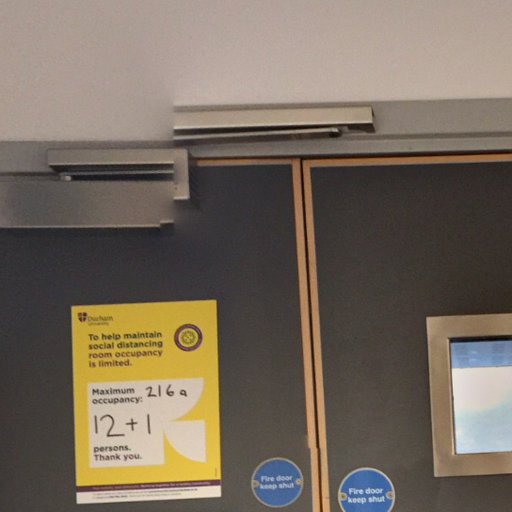 Durham
University
To help maintain
social distancing
room occupancy
is limited.
Maximum 216a
occupancy:
12+1
persons.
Thank you.
Fire door
keep shut
Fire door
keep shut